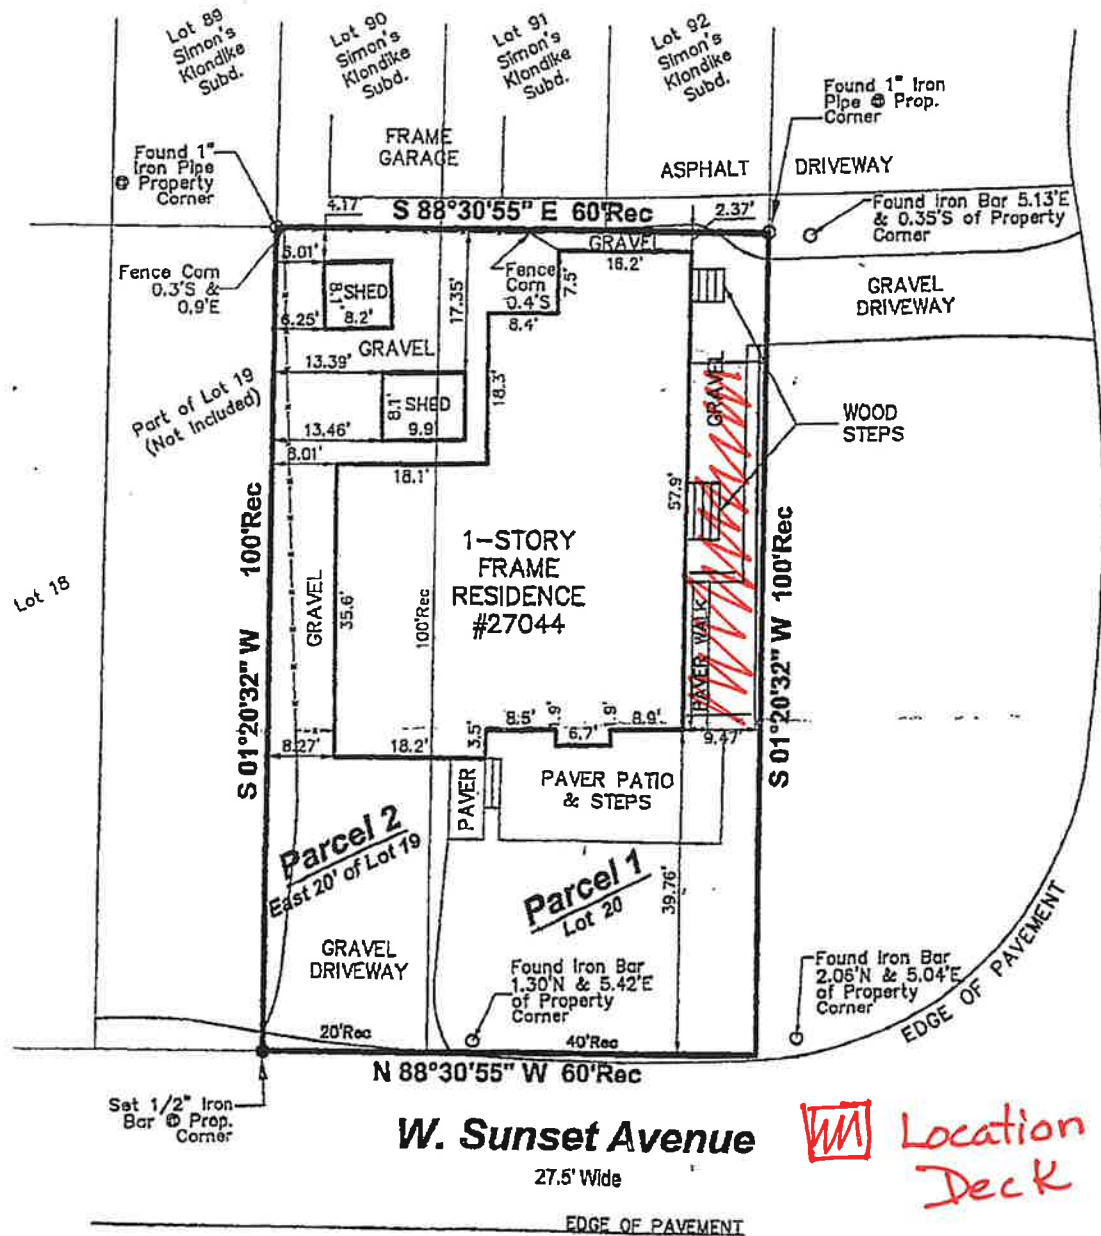 Lot 89
Simon's
Klondike
Subd.
Lot 90
Simon's
Klondike
Subd.
Lot 91
Simon's
Klondike
Subd.
Lot 92
Simon's
Klondike
Subd.
Found 1" Iron
Pipe @ Prop.
Corner
FRAME
GARAGE
ASPHALT DRIVEWAY
Found 1"
Iron Pipe
@ Property
Corner
4.17
S 88°30'55" E 60'Rec
2.37'
Found Iron Bar 5.13'E
& 0.35'S of Property
Corner
GRAVEL
16.2'
6.01'
Fence Corn
0.3'S &
0.9'E
8.1'
SHED
8.2'
6.25'
Fence
Corn
0.4'S
7.5'
17.35'
8.4'
GRAVEL
DRIVEWAY
GRAVEL
13.39'
8.1'
SHED
9.9'
13.46'
18.3'
GRAVEL
WOOD
STEPS
Part of Lot 19
(Not Included)
8.01'
18.1'
57.9'
100'Rec
1-STORY
FRAME
RESIDENCE
#27044
100'Rec
Lot 18
GRAVEL
35.6'
100'Rec
PAVER WALK
S 01°20'32" W
S 01°20'32" W
8.5'
1.9'
6.7'
.9'
8.9'
9.47'
8.27'
18.2'
3.5'
PAVER
PAVER PATIO
& STEPS
Parcel 2
East 20' of Lot 19
Parcel 1
Lot 20
39.76'
GRAVEL
DRIVEWAY
Found Iron Bar
1.30'N & 5.42'E
of Property
Corner
Found Iron Bar
2.06'N & 5.04'E
of Property
Corner
EDGE OF PAVEMENT
20'Rec
40'Rec
N 88°30'55" W 60'Rec
Set 1/2" Iron
Bar @ Prop.
Corner
W. Sunset Avenue
27.5' Wide
Location
Deck
EDGE OF PAVEMENT